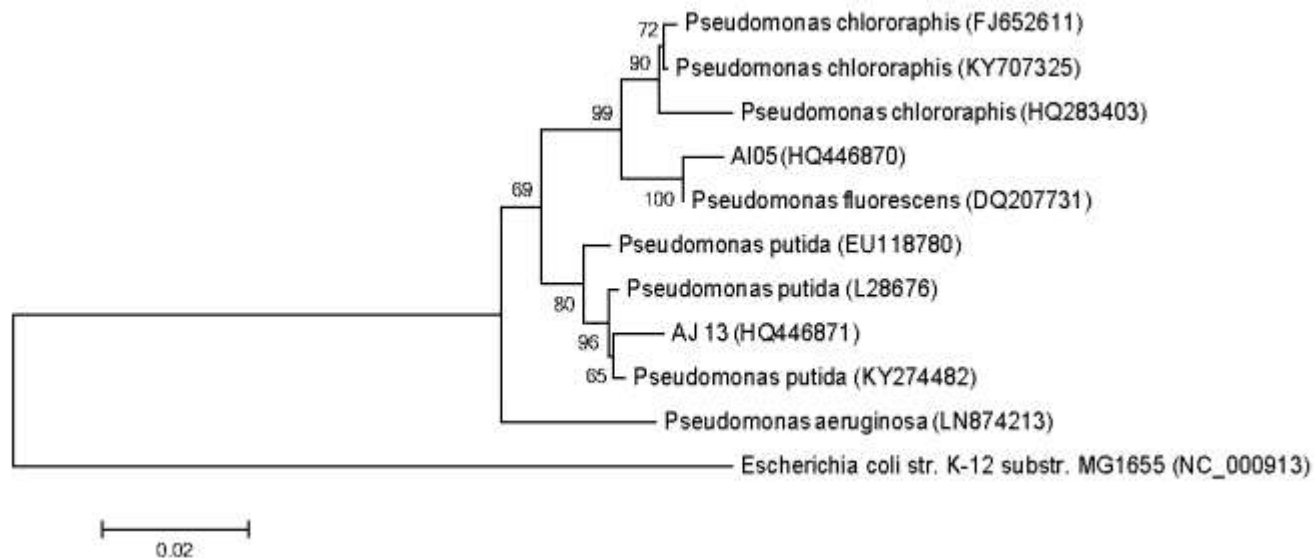 Pseudomonas chlororaphis (FJ652611)
72
Pseudomonas chlororaphis (KY707325)
90
Pseudomonas chlororaphis (HQ283403)
99
AI05 (HQ446870)
100
Pseudomonas fluorescens (DQ207731)
69
Pseudomonas putida (EU118780)
80
Pseudomonas putida (L28676)
96
AJ 13 (HQ446871)
65
Pseudomonas putida (KY274482)
Pseudomonas aeruginosa (LN874213)
Escherichia coli str. K-12 substr. MG1655 (NC_000913)
0.02